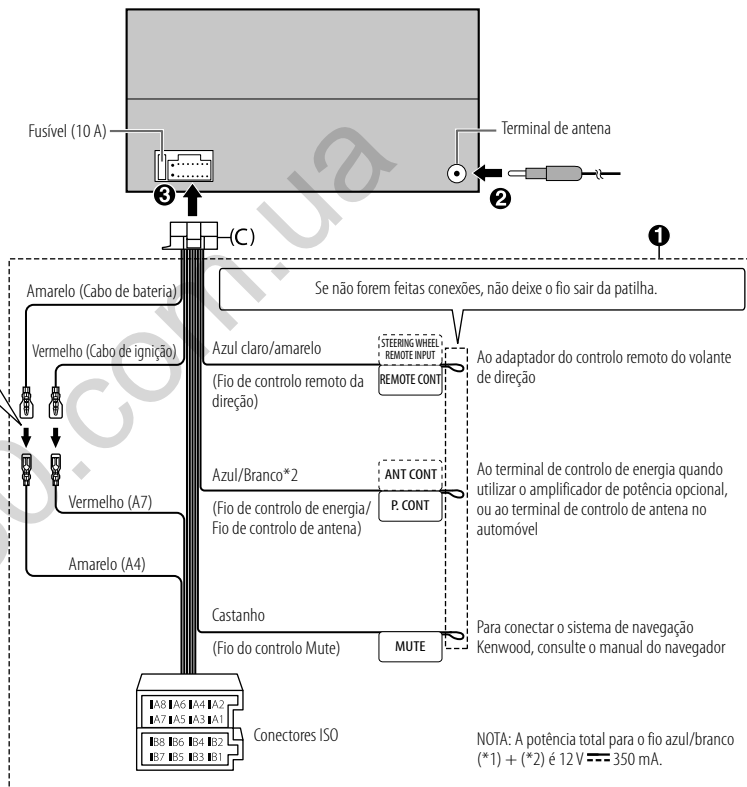 Fusível (10 A)
Terminal de antena
❸
❷
(C)
❶
Se não forem feitas conexões, não deixe o fio sair da patilha.
Amarelo (Cabo de bateria)
Vermelho (Cabo de ignição)
Azul claro/amarelo
(Fio de controlo remoto da
direção)
STEERING WHEEL
REMOTE INPUT
REMOTE CONT
Ao adaptador do controlo remoto do volante
de direção
Azul/Branco*2
(Fio de controlo de energia/
Fio de controlo de antena)
ANT CONT
P. CONT
Ao terminal de controlo de energia quando
utilizar o amplificador de potência opcional,
ou ao terminal de controlo de antena no
automóvel
Vermelho (A7)
Amarelo (A4)
Castanho
(Fio do controlo Mute)
MUTE
Para conectar o sistema de navegação
Kenwood, consulte o manual do navegador
A8 A6 A4 A2
A7 A5 A3 A1
B8 B6 B4 B2
B7 B5 B3 B1
Conectores ISO
NOTA: A potência total para o fio azul/branco
(*1) + (*2) é 12 V ⎓ 350 mA.
.com.ua